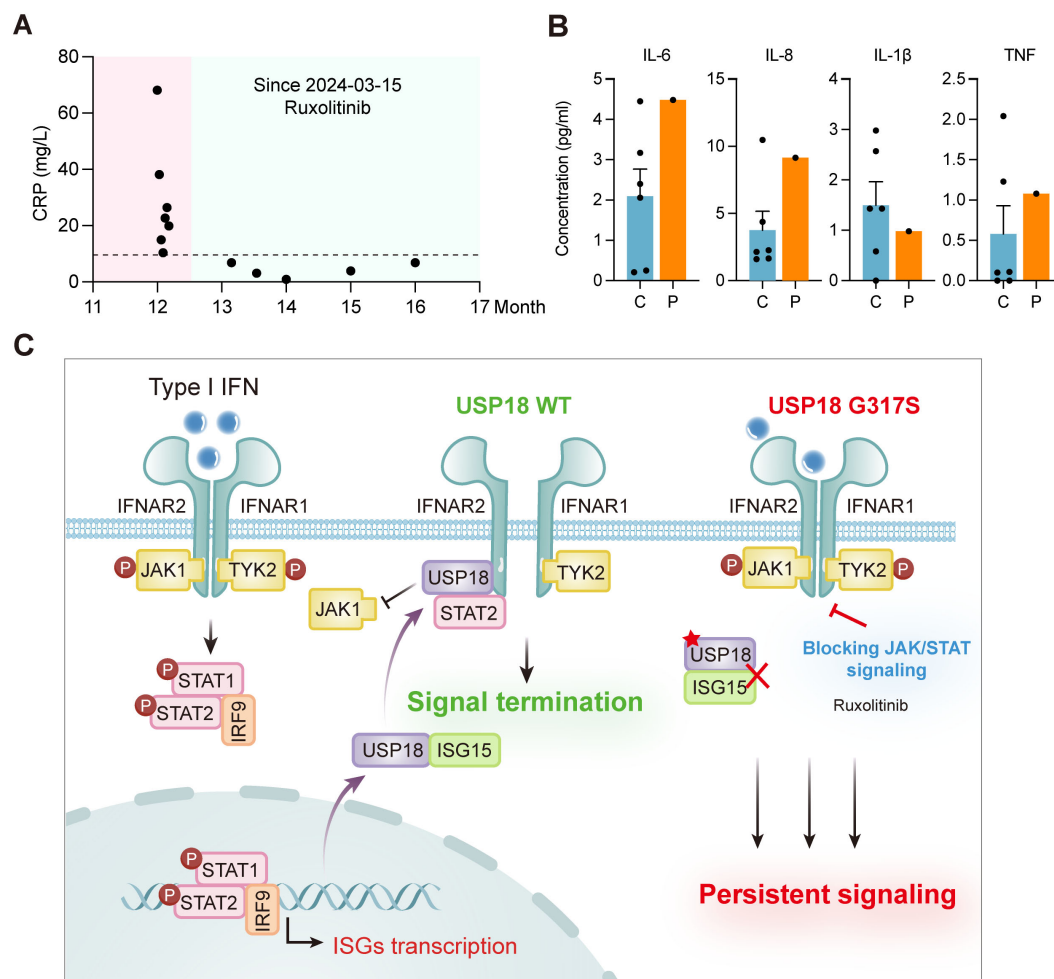 A
CRP (mg/L)
80
60
40
20
0
Since 2024-03-15
Ruxolitinib
11 12 13 14 15 16 17 Month
B
Concentration (pg/ml)
IL-6
5
4
3
2
1
0
C P
IL-8
15
10
5
0
C P
IL-1β
4
3
2
1
0
C P
TNF
2.5
2.0
1.5
1.0
0.5
0.0
C P
C
Type I IFN
IFNAR2 IFNAR1
P JAK1 TYK2 P
P STAT1
P STAT2 IRF9
USP18 WT
IFNAR2 IFNAR1
USP18 TYK2
JAK1 STAT2
Signal termination
USP18 ISG15
P STAT1
P STAT2 IRF9
ISGs transcription
USP18 G317S
IFNAR2 IFNAR1
P JAK1 TYK2 P
USP18
ISG15
Blocking JAK/STAT
signaling
Ruxolitinib
Persistent signaling